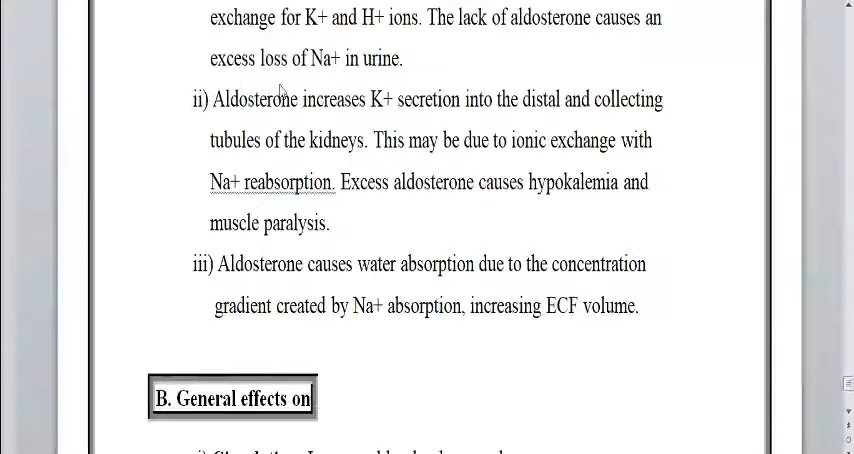 exchange for K+ and H+ ions. The lack of aldosterone causes an
excess loss of Na+ in urine.
ii) Aldosterone increases K+ secretion into the distal and collecting
tubules of the kidneys. This may be due to ionic exchange with
Na+ reabsorption. Excess aldosterone causes hypokalemia and
muscle paralysis.
iii) Aldosterone causes water absorption due to the concentration
gradient created by Na+ absorption, increasing ECF volume.
B. General effects on